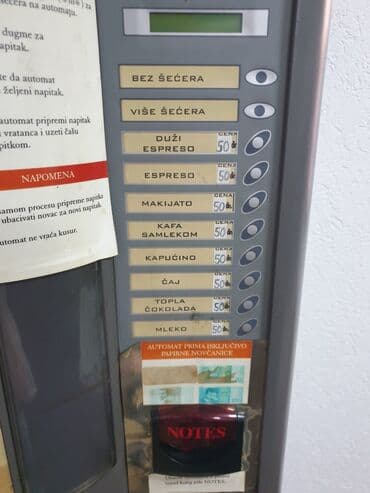 šećera na automatu.
dugme za
napitak.
te da automat
željeni napitak.
automat pripremi napitak
vratanca i uzeti čašu
pitkom.
NAPOMENA
samom procesu pripreme napitka
ubacivati novac za novi napitak
automat ne vraća kusur.
BEZ ŠEĆERA
VIŠE ŠEĆERA
DUŽI
ESPRESO
CENA
50
ESPRESO
CENA
50
MAKIJATO
CENA
50
KAFA
SAMLEKOM
CENA
50
KAPUĆINO
CENA
50
ČAJ
CENA
50
TOPLA
ČOKOLADA
CENA
50
MLEKO
CENA
50
AUTOMAT PRIMA ISKLJUČIVO
PAPIRNE NOVČANICE
NOTES